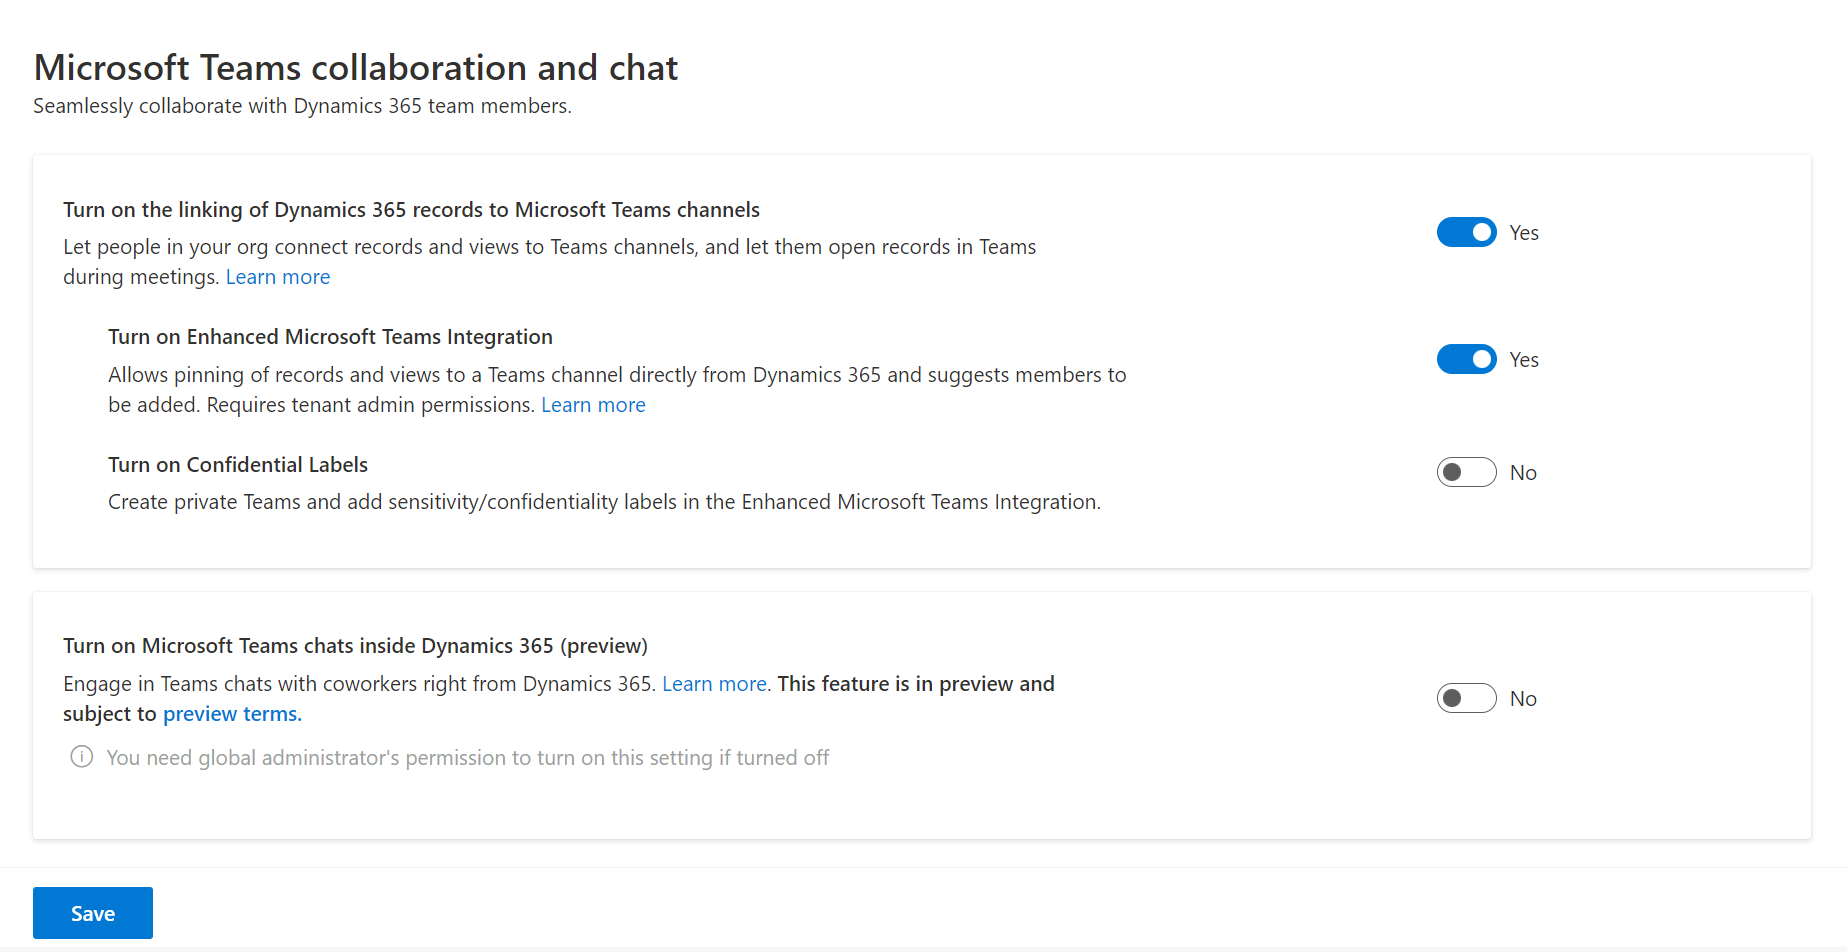 Microsoft Teams collaboration and chat
Seamlessly collaborate with Dynamics 365 team members.
Turn on the linking of Dynamics 365 records to Microsoft Teams channels
Let people in your org connect records and views to Teams channels, and let them open records in Teams
during meetings. Learn more
Yes
Turn on Enhanced Microsoft Teams Integration
Allows pinning of records and views to a Teams channel directly from Dynamics 365 and suggests members to
be added. Requires tenant admin permissions. Learn more
Yes
Turn on Confidential Labels
Create private Teams and add sensitivity/confidentiality labels in the Enhanced Microsoft Teams Integration.
No
Turn on Microsoft Teams chats inside Dynamics 365 (preview)
Engage in Teams chats with coworkers right from Dynamics 365. Learn more. This feature is in preview and
subject to preview terms.
You need global administrator's permission to turn on this setting if turned off
No
Save